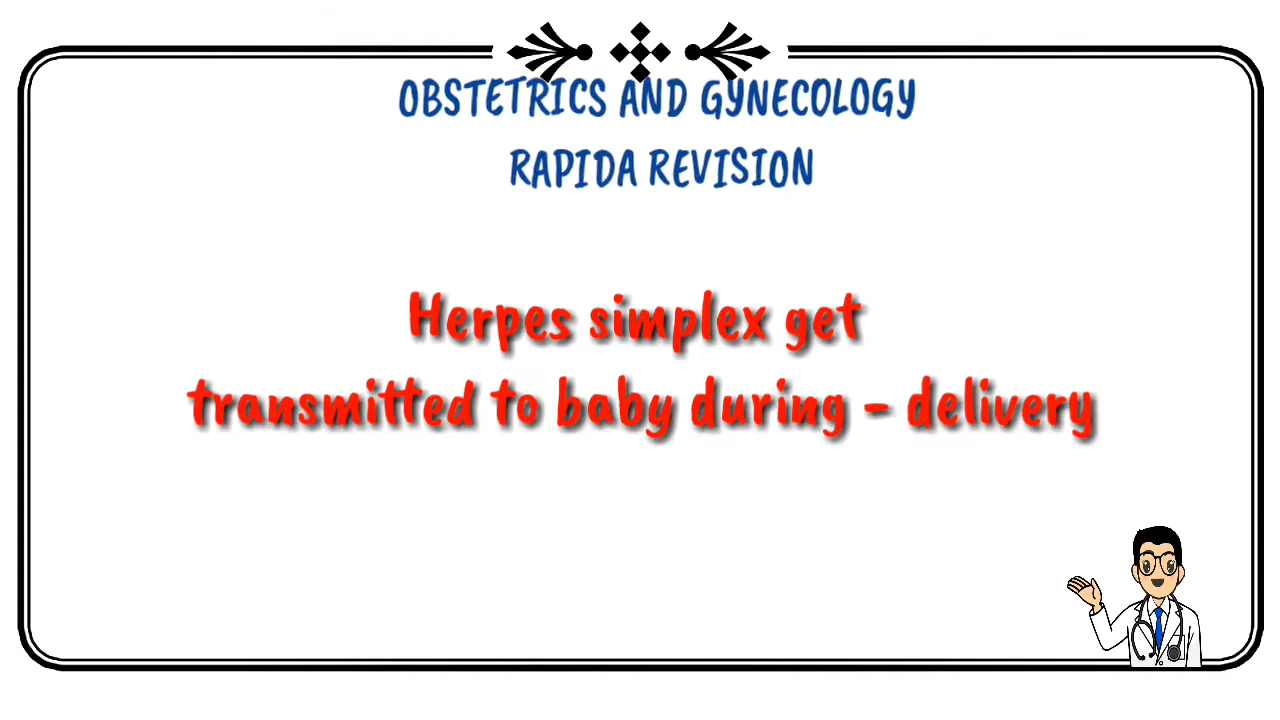 OBSTETRICS AND GYNECOLOGY
RAPIDA REVISION
Herpes simplex get
transmitted to baby during - delivery